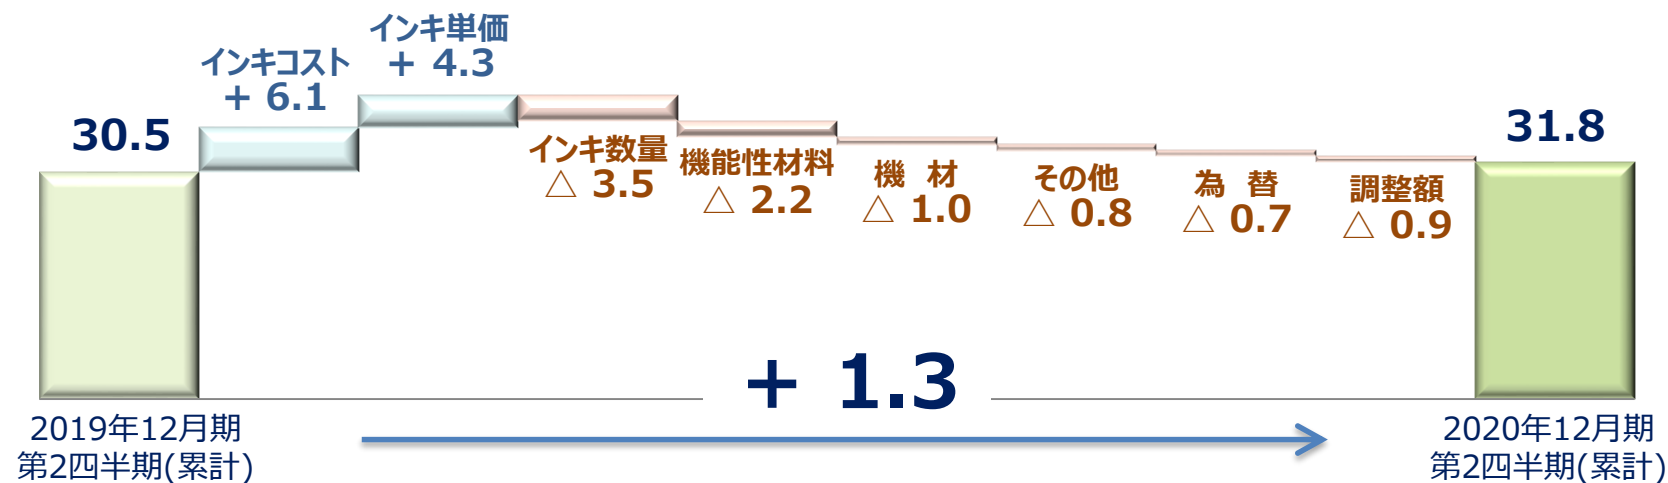 30.5
インキコスト
+ 6.1
インキ単価
+ 4.3
インキ数量
△ 3.5
機能性材料
△ 2.2
機　材
△ 1.0
その他
△ 0.8
為　替
△ 0.7
調整額
△ 0.9
31.8
+ 1.3
2019年12月期
第2四半期(累計)
2020年12月期
第2四半期(累計)